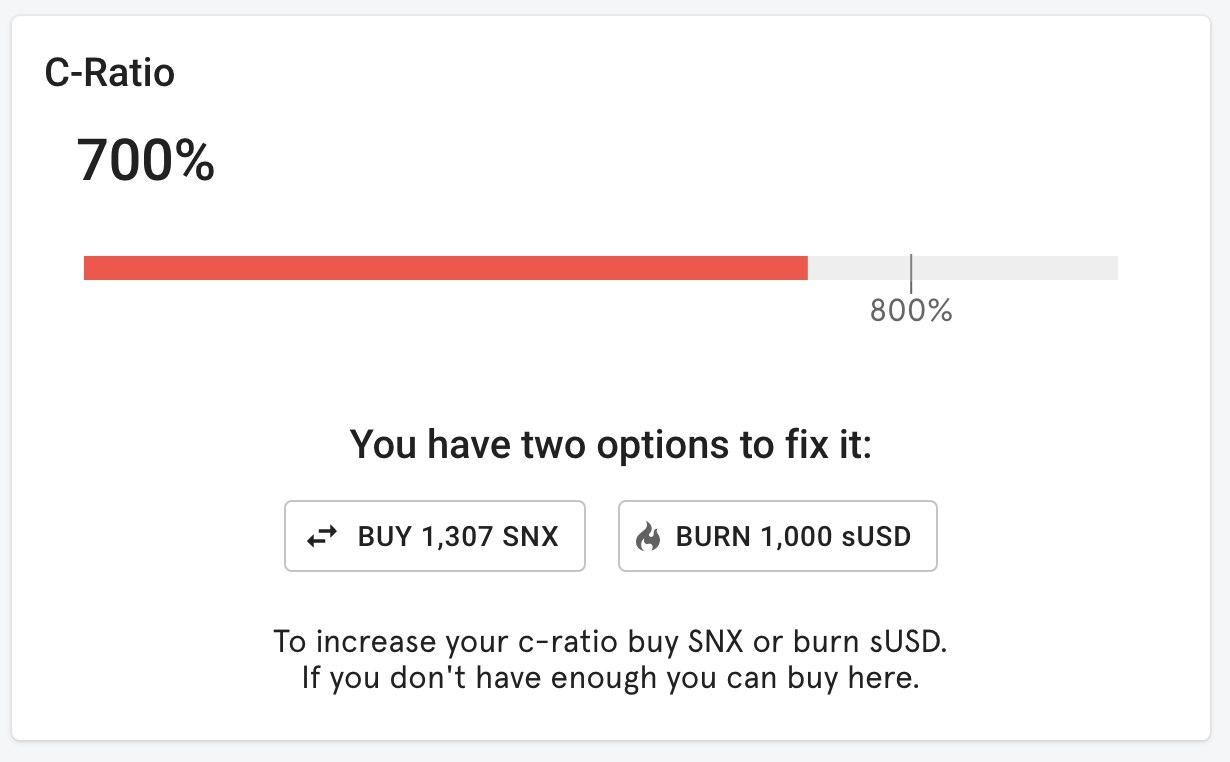 C-Ratio
700%
800%
You have two options to fix it:
BUY 1,307 SNX
BURN 1,000 sUSD
To increase your c-ratio buy SNX or burn sUSD.
If you don't have enough you can buy here.